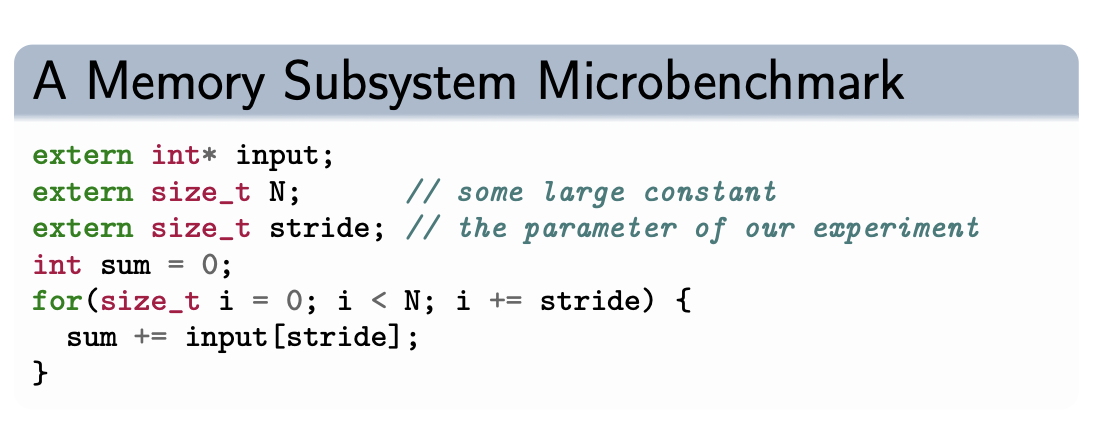 A Memory Subsystem Microbenchmark
extern int* input;
extern size_t N;      // some large constant
extern size_t stride; // the parameter of our experiment
int sum = 0;
for(size_t i = 0; i < N; i += stride) {
  sum += input[stride];
}